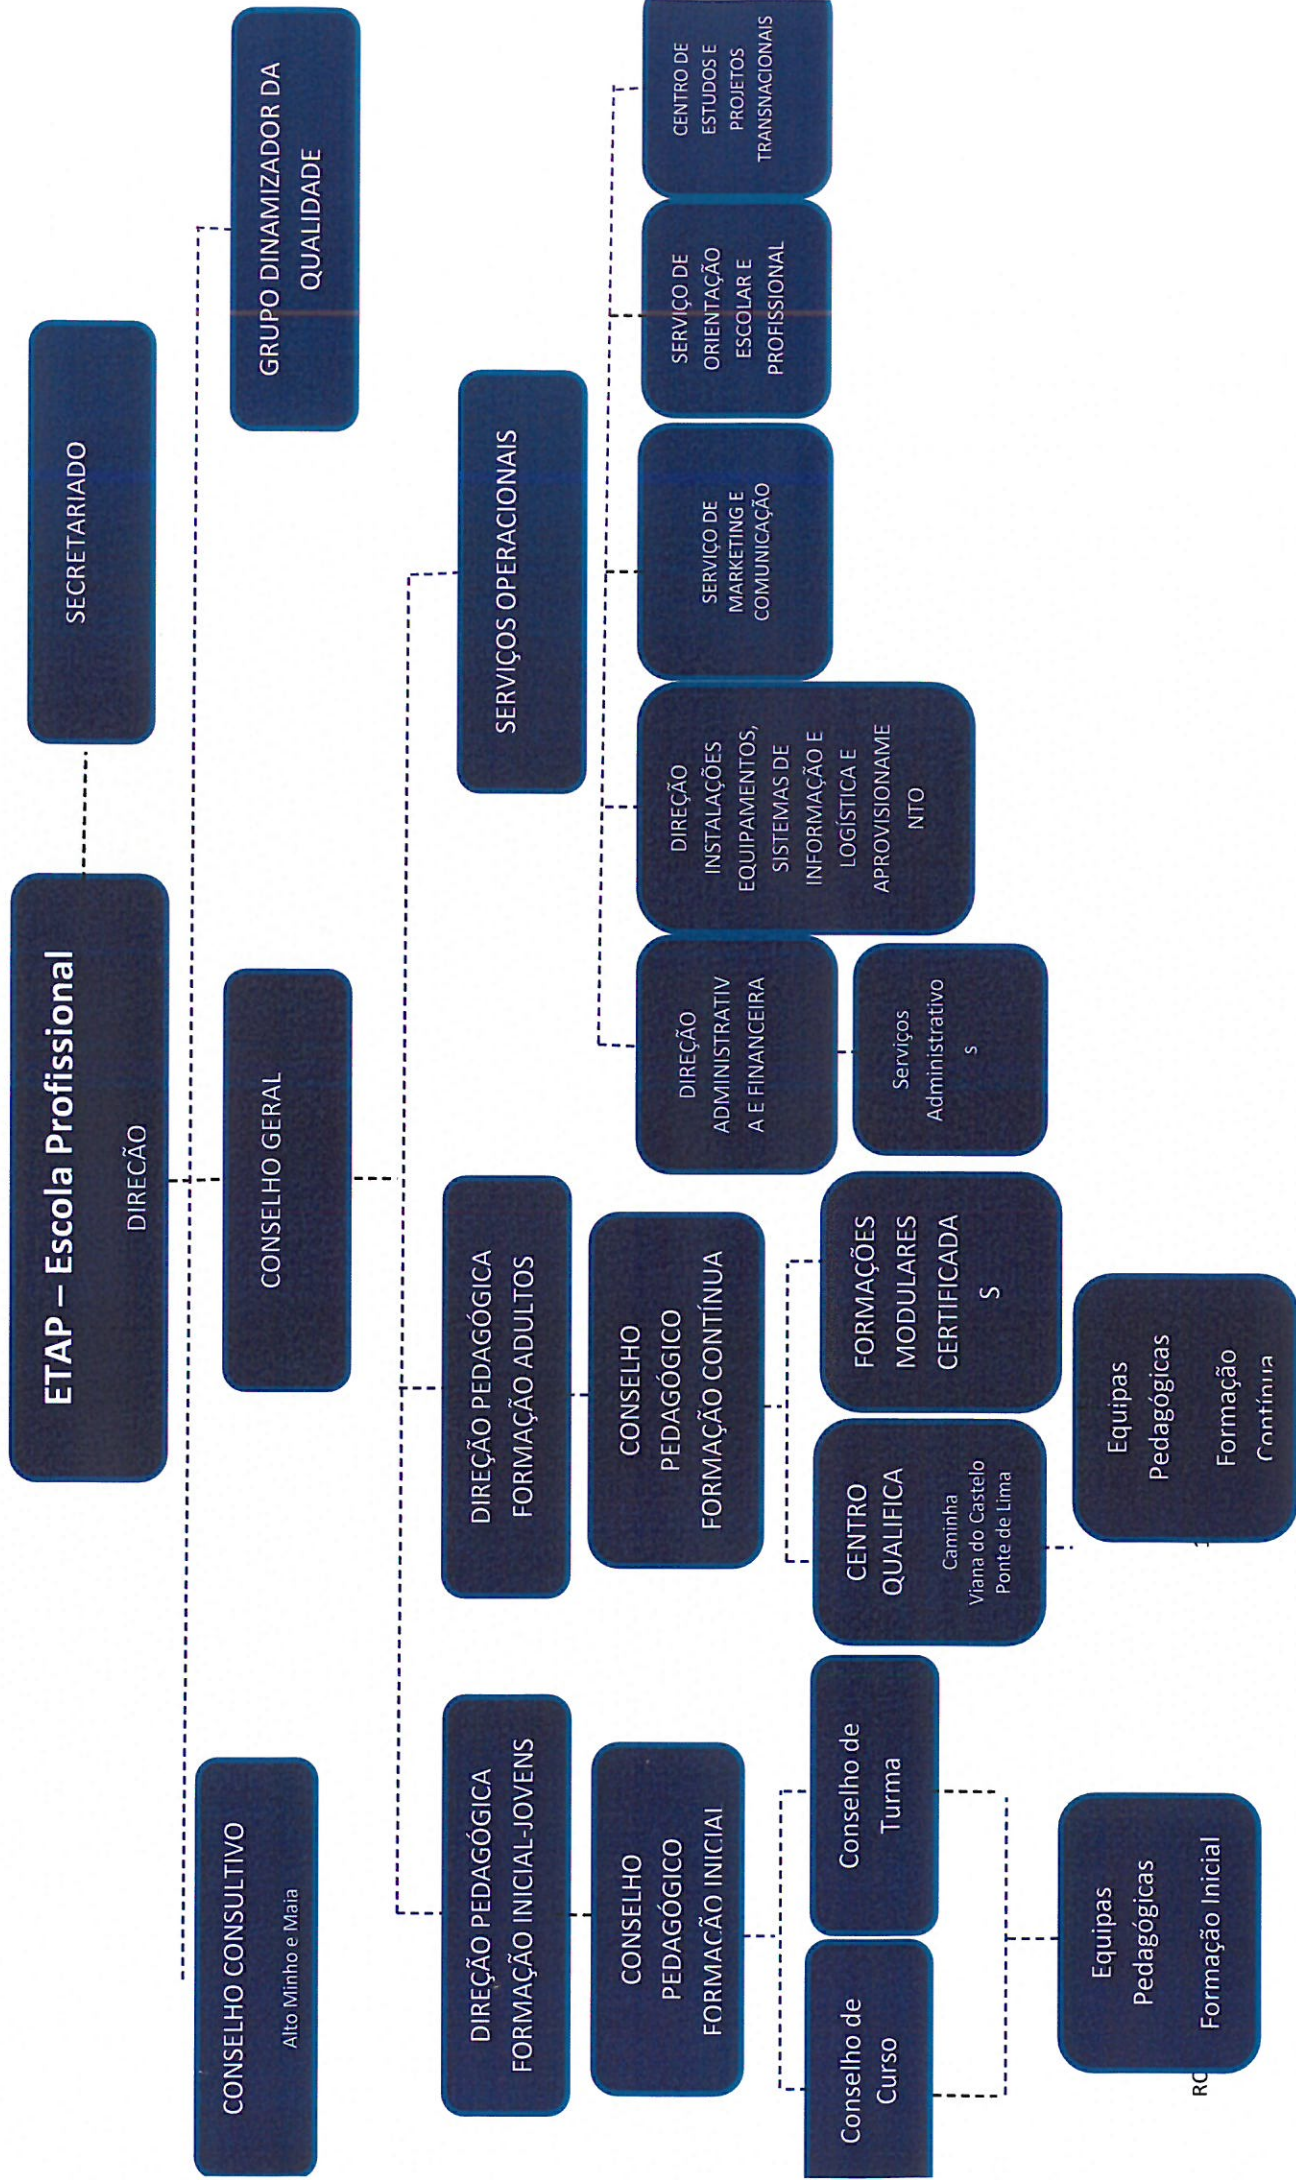 ETAP – Escola Profissional
DIRECÃO
SECRETARIADO
CONSELHO CONSULTIVO
Alto Minho e Maia
CONSELHO GERAL
GRUPO DINAMIZADOR DA
QUALIDADE
DIREÇÃO PEDAGÓGICA
FORMAÇÃO INICIAL-JOVENS
DIREÇÃO PEDAGÓGICA
FORMAÇÃO ADULTOS
SERVIÇOS OPERACIONAIS
CONSELHO
PEDAGÓGICO
FORMAÇÃO INICIAL
CONSELHO
PEDAGÓGICO
FORMAÇÃO CONTÍNUA
DIREÇÃO
ADMINISTRATIV
A E FINANCEIRA
DIREÇÃO
INSTALAÇÕES
EQUIPAMENTOS,
SISTEMAS DE
INFORMAÇÃO E
LOGÍSTICA E
APROVISIONAME
NTO
SERVIÇO DE
MARKETING E
COMUNICAÇÃO
SERVIÇO DE
ORIENTAÇÃO
ESCOLAR E
PROFISSIONAL
CENTRO DE
ESTUDOS E
PROJETOS
TRANSNACIONAIS
Conselho de
Curso
Conselho de
Turma
CENTRO
QUALIFICA
Caminha
Viana do Castelo
Ponte de Lima
FORMAÇÕES
MODULARES
CERTIFICADA
S
Serviços
Administrativo
s
Equipas
Pedagógicas
Formação Inicial
Equipas
Pedagógicas
Formação
Contínua
RC